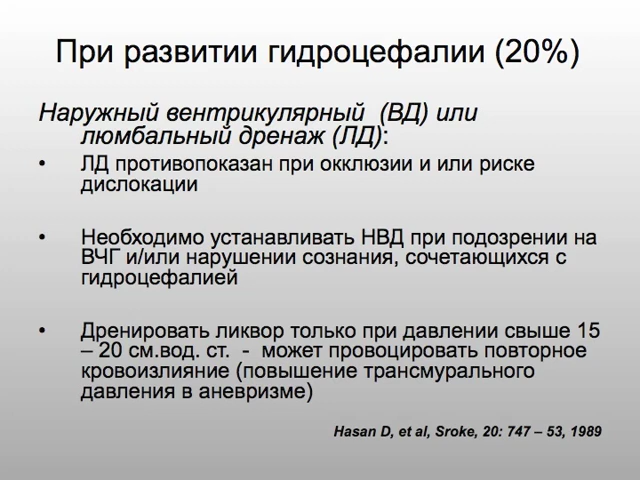 При развитии гидроцефалии (20%)
Наружный вентрикулярный (ВД) или
люмбальный дренаж (ЛД):
• ЛД противопоказан при окклюзии и или риске
дислокации
• Необходимо устанавливать НВД при подозрении на
ВЧГ и/или нарушении сознания, сочетающихся с
гидроцефалией
• Дренировать ликвор только при давлении свыше 15
– 20 см.вод. ст. - может провоцировать повторное
кровоизлияние (повышение трансмурального
давления в аневризме)
Hasan D, et al, Sroke, 20: 747 – 53, 1989